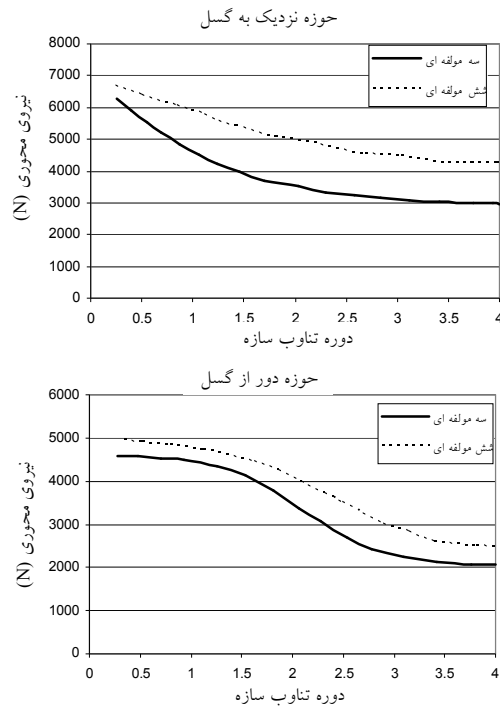 حوزه نزدیک به گسل
8000
7000
6000
5000
4000
3000
2000
1000
0
نیروی محوری (N)
سه مولفه ای
شش مولفه ای
0 0.5 1 1.5 2 2.5 3 3.5 4
دوره تناوب سازه
حوزه دور از گسل
6000
5000
4000
3000
2000
1000
0
نیروی محوری (N)
سه مولفه ای
شش مولفه ای
0 0.5 1 1.5 2 2.5 3 3.5 4
دوره تناوب سازه